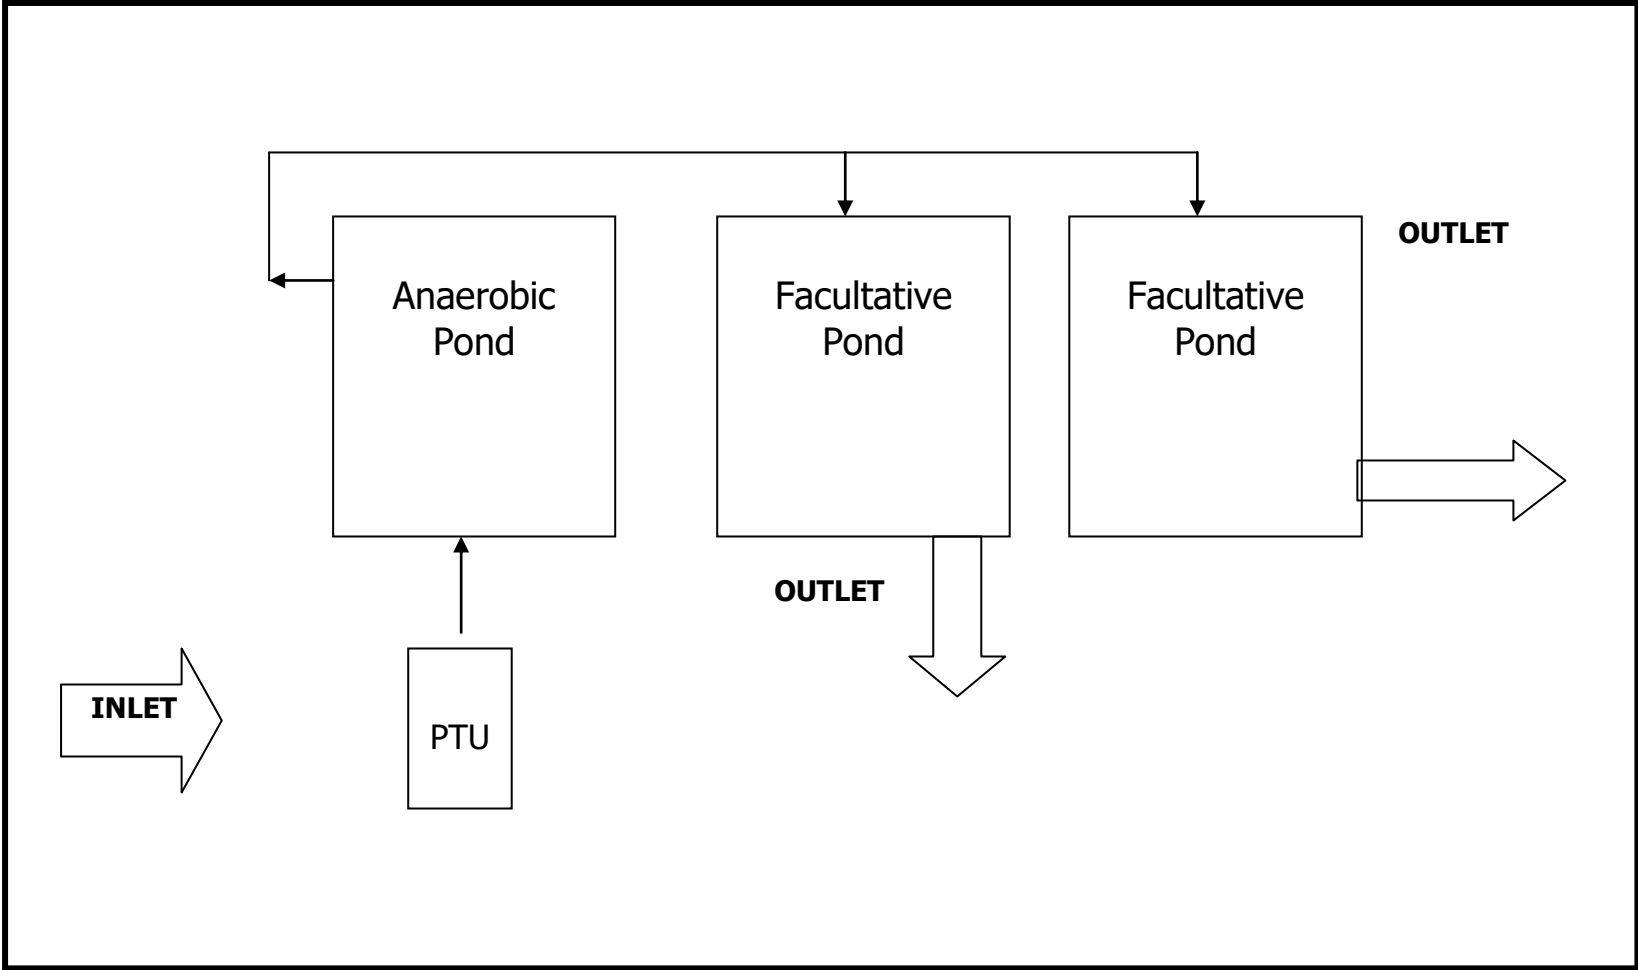 OUTLET
Anaerobic
Pond
Facultative
Pond
Facultative
Pond
OUTLET
INLET
PTU